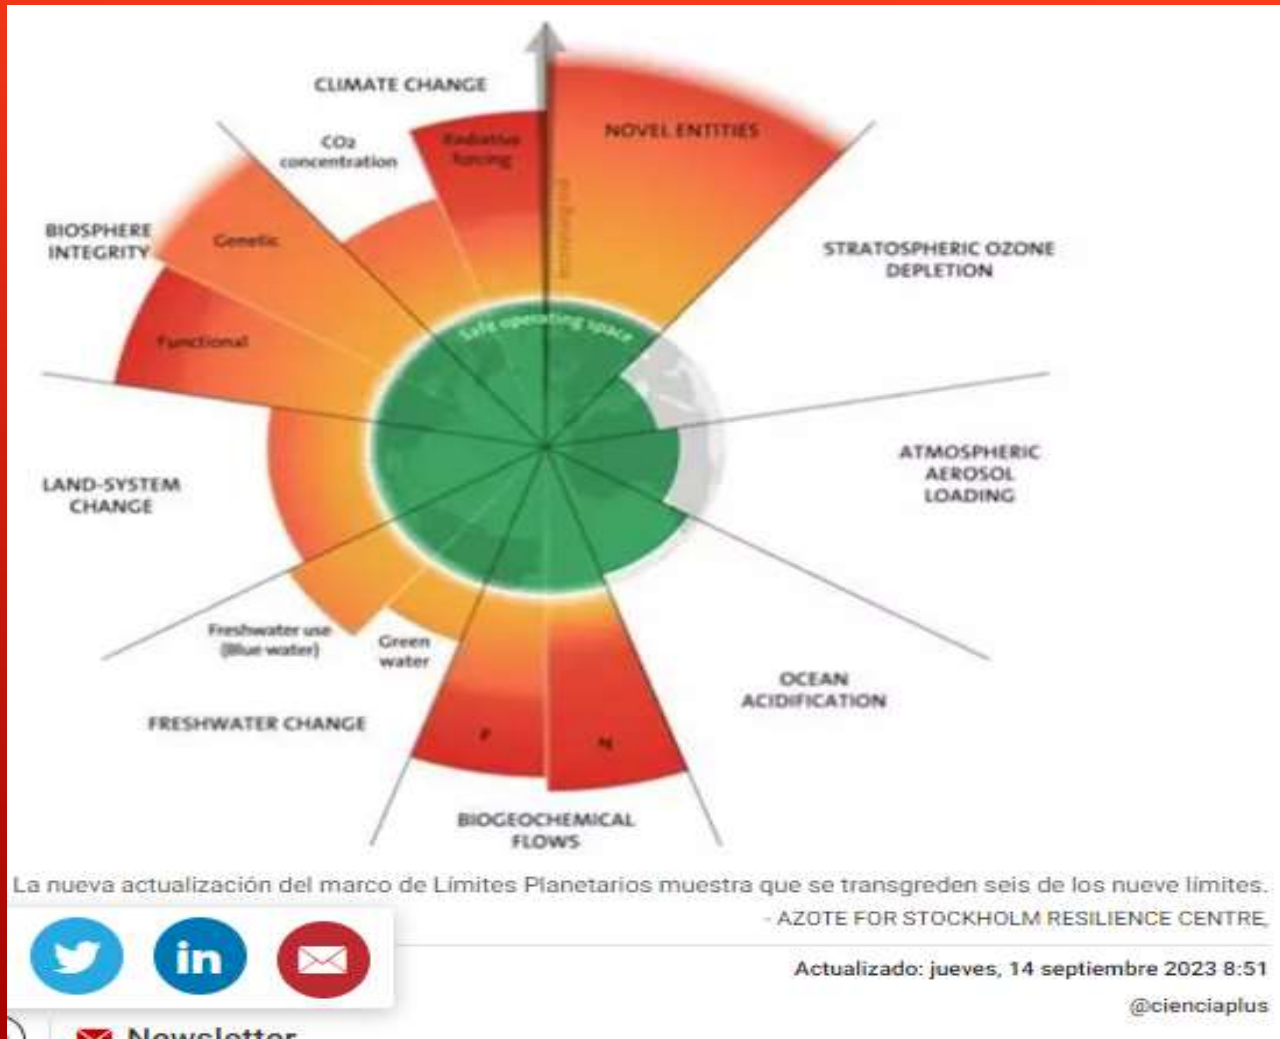 CLIMATE CHANGE
NOVEL ENTITIES
CO2
concentration
Radiative
forcing
BIOSPHERE
INTEGRITY
Genetic
STRATOSPHERIC OZONE
DEPLETION
Safe operating space
Functional
ATMOSPHERIC
AEROSOL
LOADING
LAND-SYSTEM
CHANGE
Freshwater use
(Blue water)
Green
water
OCEAN
ACIDIFICATION
FRESHWATER CHANGE
P
N
BIOGEOCHEMICAL
FLOWS
La nueva actualización del marco de Límites Planetarios muestra que se transgreden seis de los nueve límites.
- AZOTE FOR STOCKHOLM RESILIENCE CENTRE,
in
Actualizado: jueves, 14 septiembre 2023 8:51
@cienciaplus
Newsletter